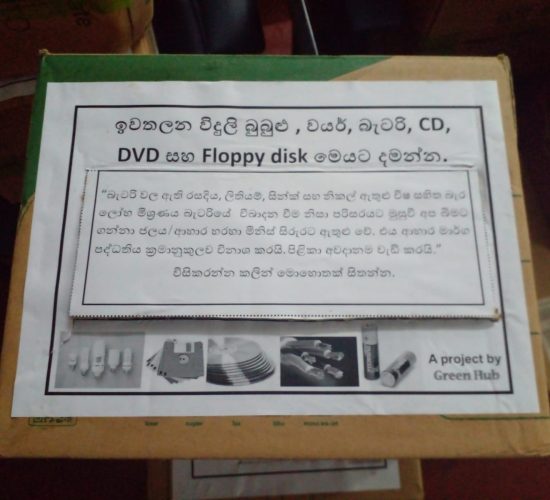 ඉවතලන විදුලි බුබුළු , වයර්, බැටරි, CD,
DVD සහ Floppy disk මෙයට දමන්න.
“බැටරි වල ඇති රසදිය, ලිතියම්, සින්ක් සහ නිකල් ඇතුළු විෂ සහිත බැර
ලෝහ මිශ්‍රණය බැටරියේ විබාදන වීම නිසා පරිසරයට මුසුවී අප බීමට
ගන්නා ජලය/ ආහාර හරහා මිනිස් සිරුරට ඇතුළු වේ. එය ආහාර මාර්ග
පද්ධතිය ක්‍රමානුකුලව විනාශ කරයි. පිළිකා අවදානම වැඩි කරයි.”
විසිකරන්න කලින් මොහොතක් සිතන්න.
A project by
Green Hub